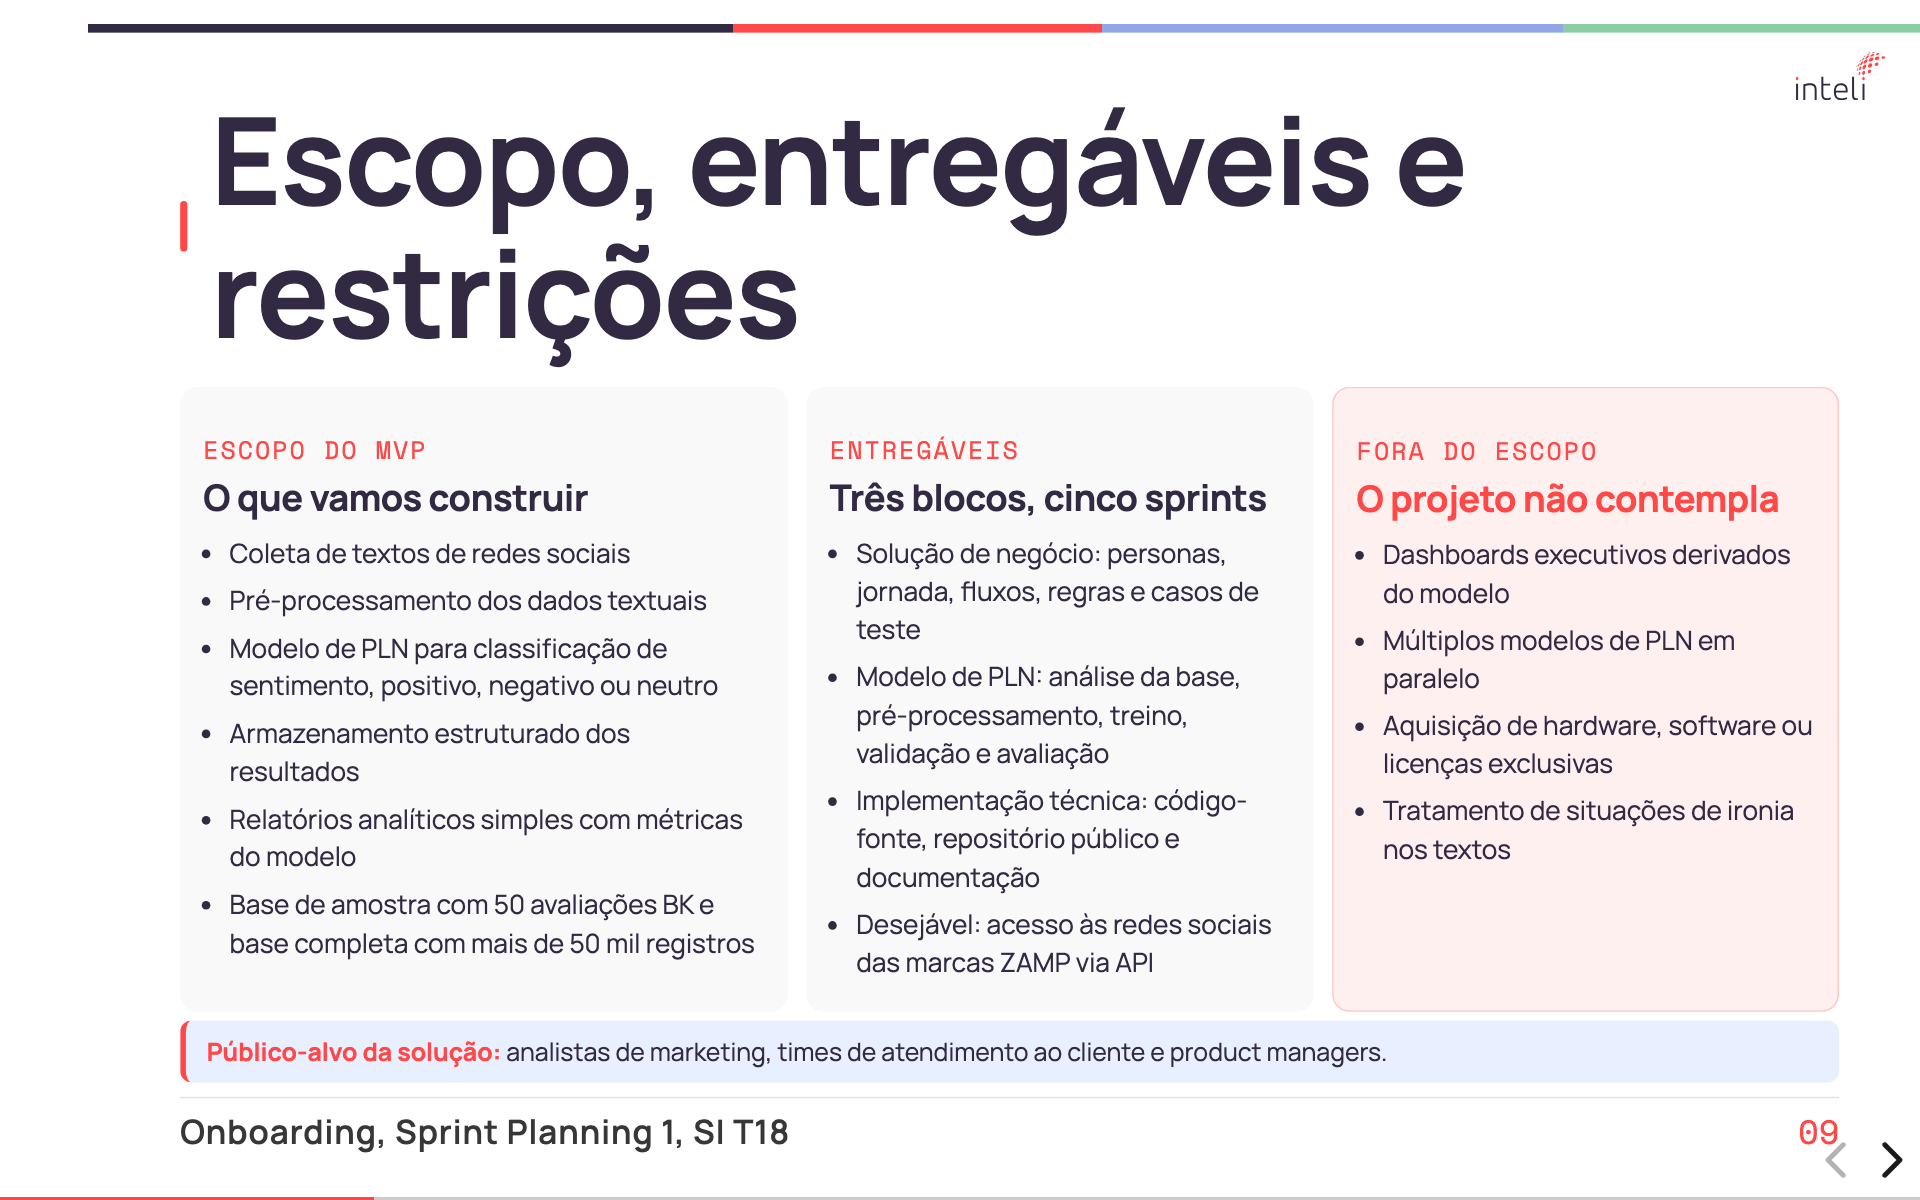 inteli
Escopo, entregáveis e
restrições
ESCOPO DO MVP
O que vamos construir
• Coleta de textos de redes sociais
• Pré-processamento dos dados textuais
• Modelo de PLN para classificação de
sentimento, positivo, negativo ou neutro
• Armazenamento estruturado dos
resultados
• Relatórios analíticos simples com métricas
do modelo
• Base de amostra com 50 avaliações BK e
base completa com mais de 50 mil registros
ENTREGÁVEIS
Três blocos, cinco sprints
• Solução de negócio: personas,
jornada, fluxos, regras e casos de
teste
• Modelo de PLN: análise da base,
pré-processamento, treino,
validação e avaliação
• Implementação técnica: código-
fonte, repositório público e
documentação
• Desejável: acesso às redes sociais
das marcas ZAMP via API
FORA DO ESCOPO
O projeto não contempla
• Dashboards executivos derivados
do modelo
• Múltiplos modelos de PLN em
paralelo
• Aquisição de hardware, software ou
licenças exclusivas
• Tratamento de situações de ironia
nos textos
Público-alvo da solução: analistas de marketing, times de atendimento ao cliente e product managers.
Onboarding, Sprint Planning 1, SI T18
09